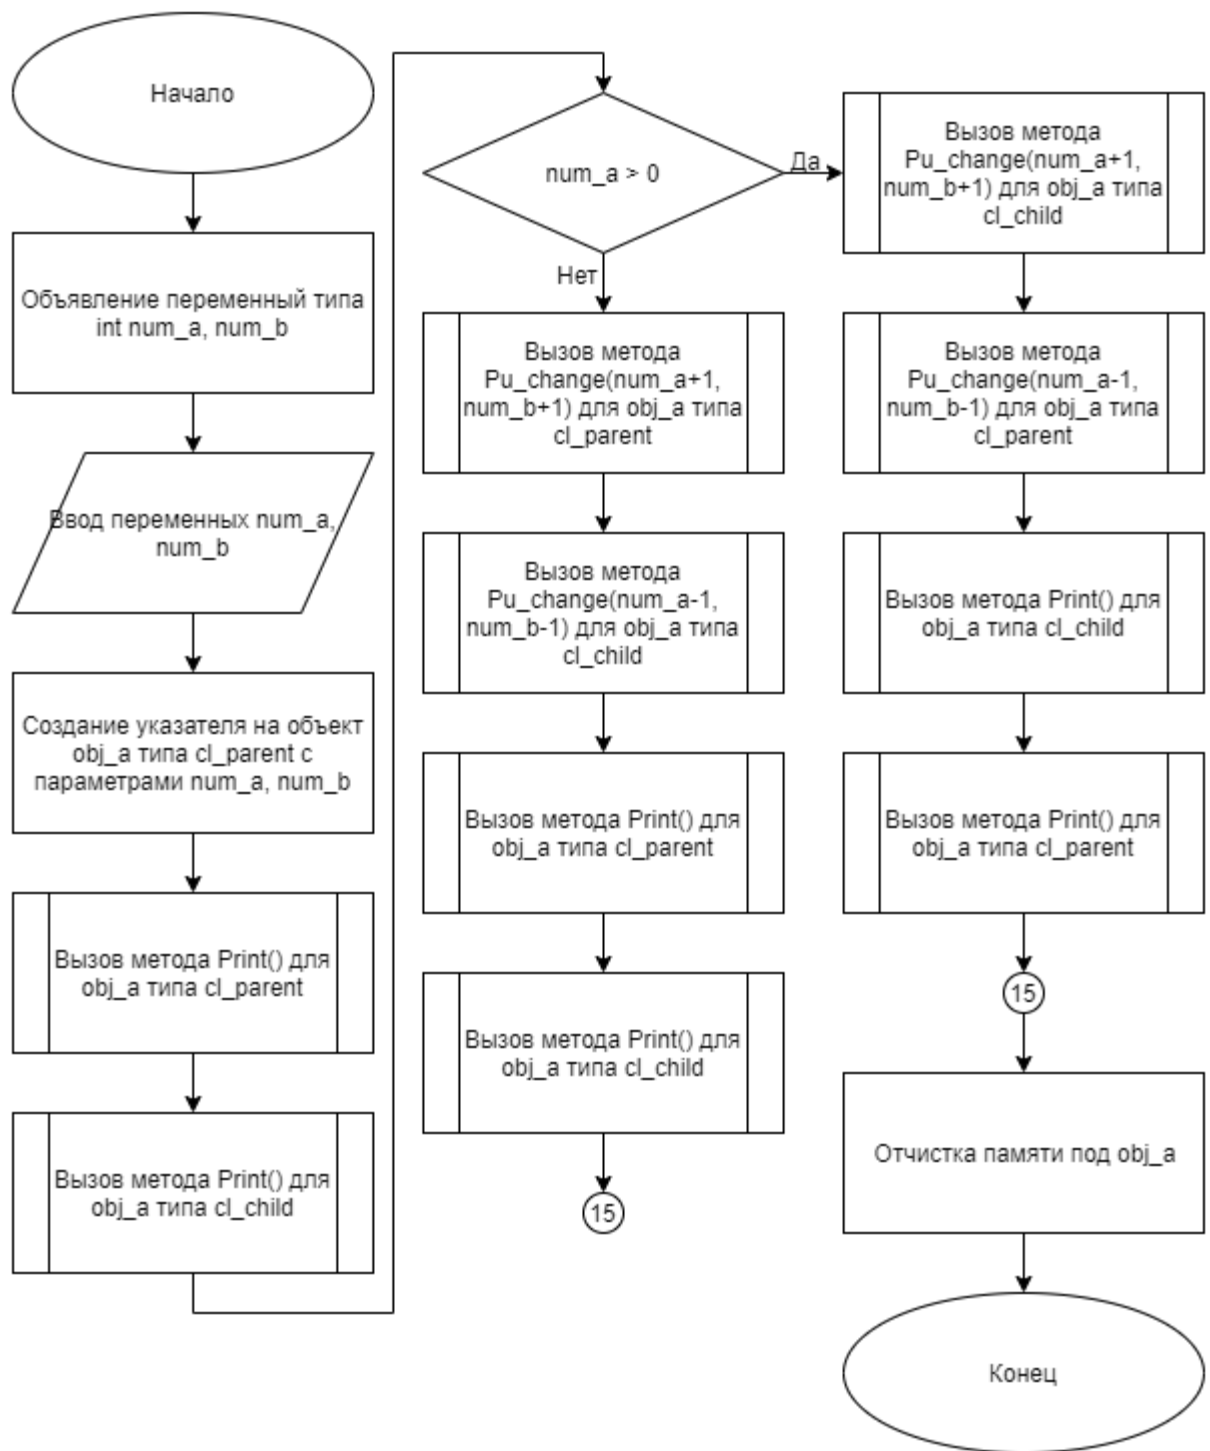 Начало
Объявление переменный типа
int num_a, num_b
Ввод переменных num_a,
num_b
Создание указателя на объект
obj_a типа cl_parent с
параметрами num_a, num_b
Вызов метода Print() для
obj_a типа cl_parent
Вызов метода Print() для
obj_a типа cl_child
num_a > 0
Да
Нет
Вызов метода
Pu_change(num_a+1,
num_b+1) для obj_a типа
cl_parent
Вызов метода
Pu_change(num_a-1,
num_b-1) для obj_a типа
cl_child
Вызов метода Print() для
obj_a типа cl_parent
Вызов метода Print() для
obj_a типа cl_child
15
Вызов метода
Pu_change(num_a+1,
num_b+1) для obj_a типа
cl_child
Вызов метода
Pu_change(num_a-1,
num_b-1) для obj_a типа
cl_parent
Вызов метода Print() для
obj_a типа cl_child
Вызов метода Print() для
obj_a типа cl_parent
15
Отчистка памяти под obj_a
Конец